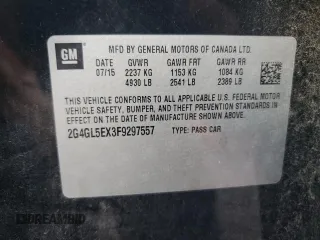 GM
MFD BY GENERAL MOTORS OF CANADA LTD.
DATE GVWR GAWR FRT GAWR RR
07/15 2237 KG 1153 KG 1084 KG
4930 LB 2541 LB 2389 LB
THIS VEHICLE CONFORMS TO ALL APPLICABLE U.S. FEDERAL MOTOR
VEHICLE SAFETY, BUMPER, AND THEFT PREVENTION STANDARDS IN
EFFECT ON THE DATE OF MANUFACTURE SHOWN ABOVE.
2G4GL5EX3F9297557 TYPE: PASS CAR
IDREAMBID